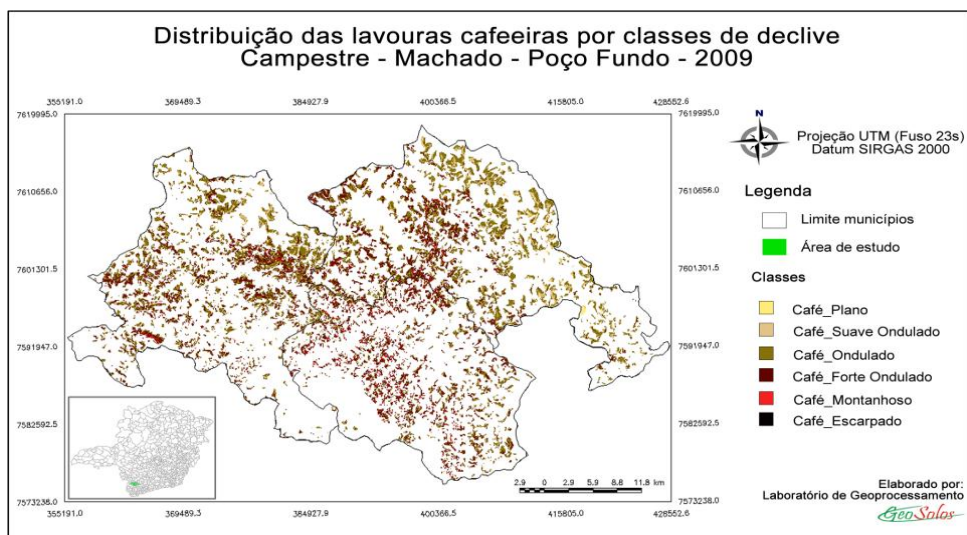 Distribuição das lavouras cafeeiras por classes de declive
Campestre - Machado - Poço Fundo - 2009
355191.0 369489.3 384927.9 400366.5 415805.0 428552.6
7619995.0 7619995.0
7610656.0 7610656.0
7601301.5 7601301.5
7591947.0 7591947.0
7582592.5 7582592.5
7573238.0 7573238.0
355191.0 369489.3 384927.9 400366.5 415805.0 428552.6
2.9 0 2.9 5.9 8.8 11.8 km
N
Projeção UTM (Fuso 23s)
Datum SIRGAS 2000
Legenda
Limite municípios
Área de estudo
Classes
Café_Plano
Café_Suave Ondulado
Café_Ondulado
Café_Forte Ondulado
Café_Montanhoso
Café_Escarpado
Elaborado por:
Laboratório de Geoprocessamento
GeoSolos